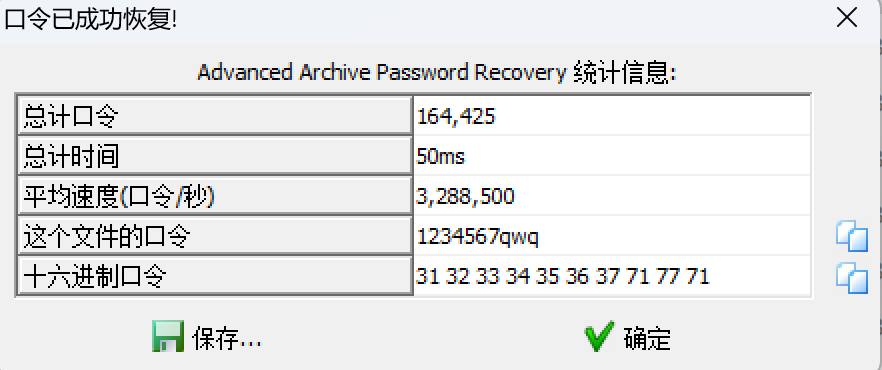 口令已成功恢复!
Advanced Archive Password Recovery 统计信息:
总计口令 164,425
总计时间 50ms
平均速度(口令/秒) 3,288,500
这个文件的口令 1234567qwq
十六进制口令 31 32 33 34 35 36 37 71 77 71
保存... 确定